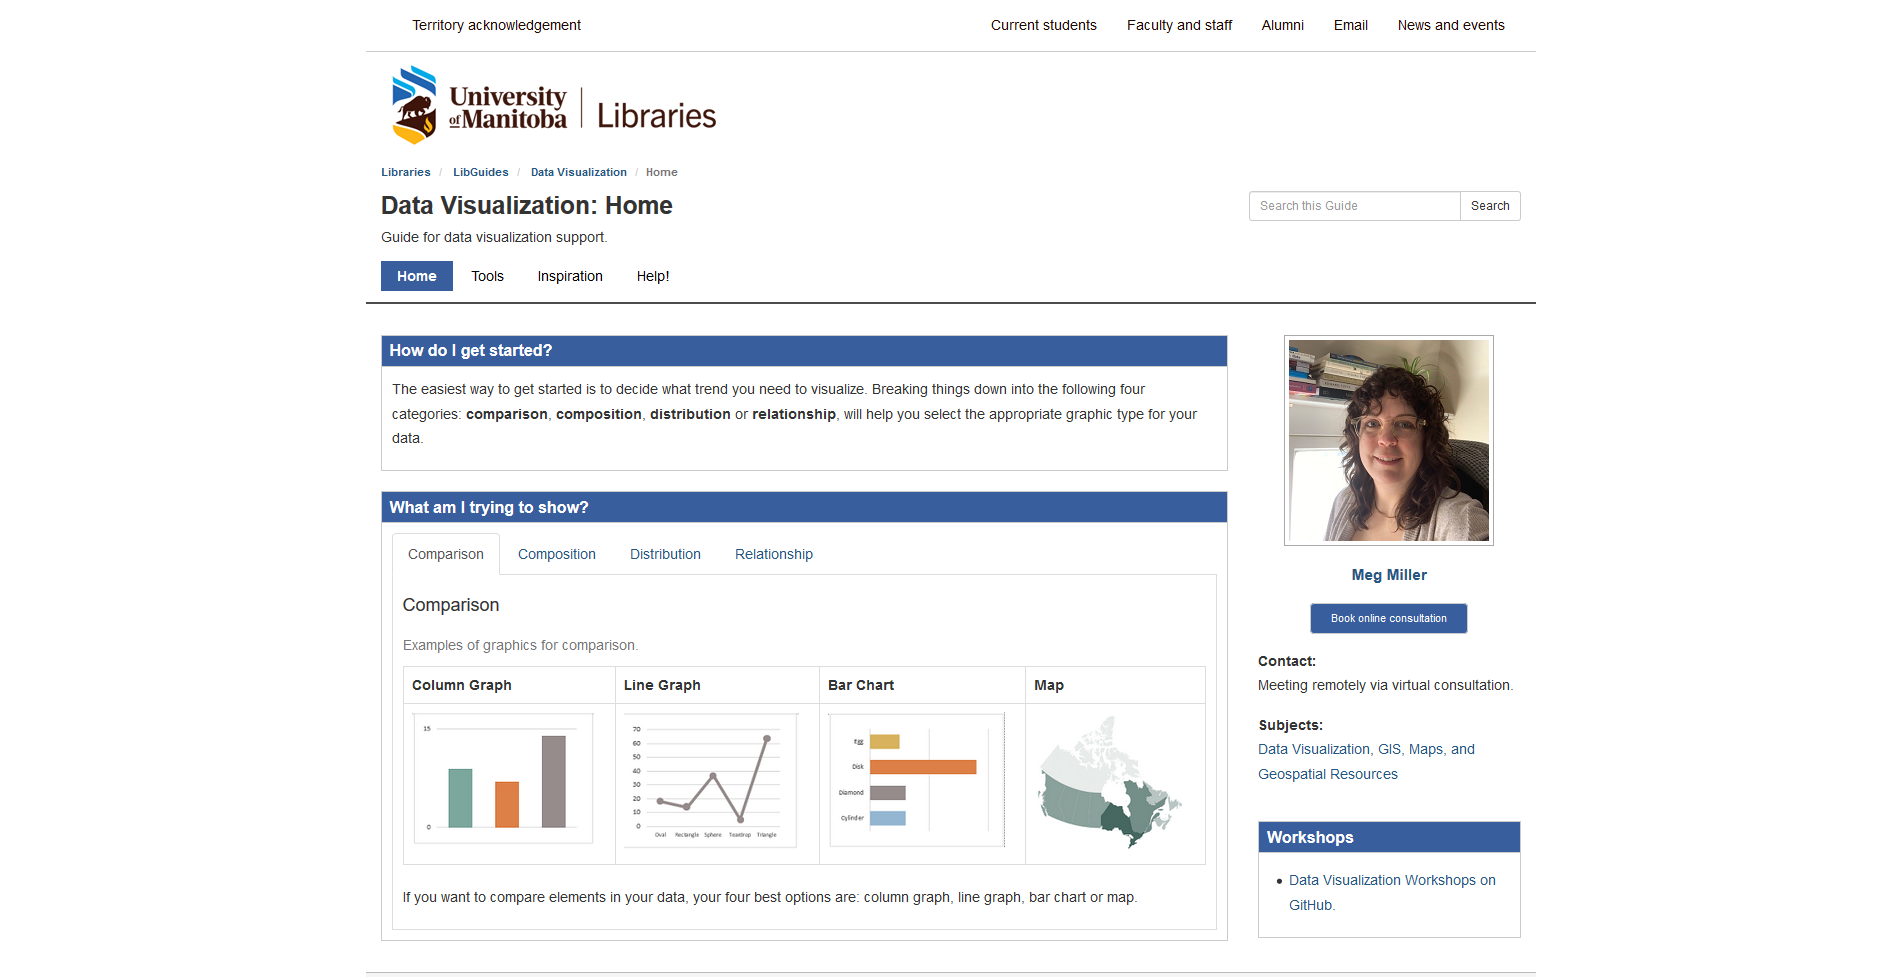 Territory acknowledgement
Current students
Faculty and staff
Alumni
Email
News and events
University
of Manitoba
Libraries
Libraries / LibGuides / Data Visualization / Home
Data Visualization: Home
Search this Guide
Search
Guide for data visualization support.
Home
Tools
Inspiration
Help!
How do I get started?
The easiest way to get started is to decide what trend you need to visualize. Breaking things down into the following four
categories: comparison, composition, distribution or relationship, will help you select the appropriate graphic type for your
data.
What am I trying to show?
Comparison
Composition
Distribution
Relationship
Comparison
Examples of graphics for comparison.
Column Graph
Line Graph
Bar Chart
Map
15
0
70
60
50
40
30
20
10
0
Oval
Rectangle
Sphere
Teardrop
Triangle
Egg
Disk
Diamond
Cylinder
If you want to compare elements in your data, your four best options are: column graph, line graph, bar chart or map.
Meg Miller
Book online consultation
Contact:
Meeting remotely via virtual consultation.
Subjects:
Data Visualization, GIS, Maps, and
Geospatial Resources
Workshops
Data Visualization Workshops on
GitHub.